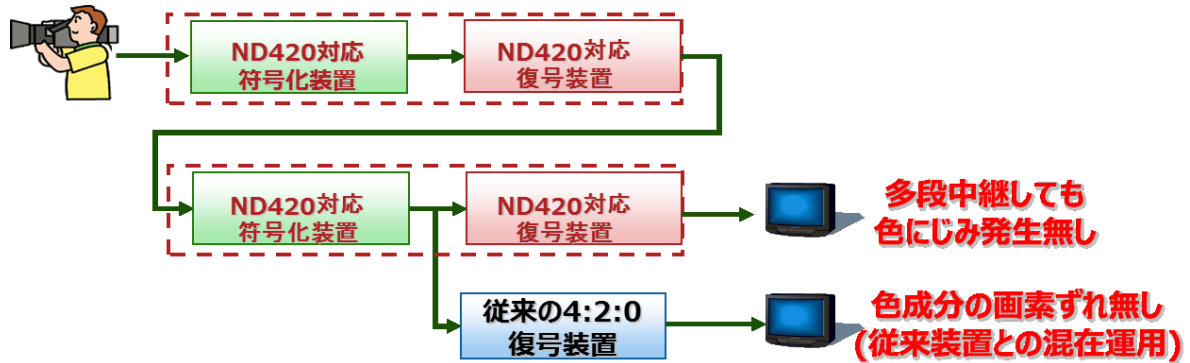 ND420対応
符号化装置
ND420対応
復号装置
ND420対応
符号化装置
ND420対応
復号装置
多段中継しても
色にじみ発生無し
従来の4:2:0
復号装置
色成分の画素ずれ無し
(従来装置との混在運用)